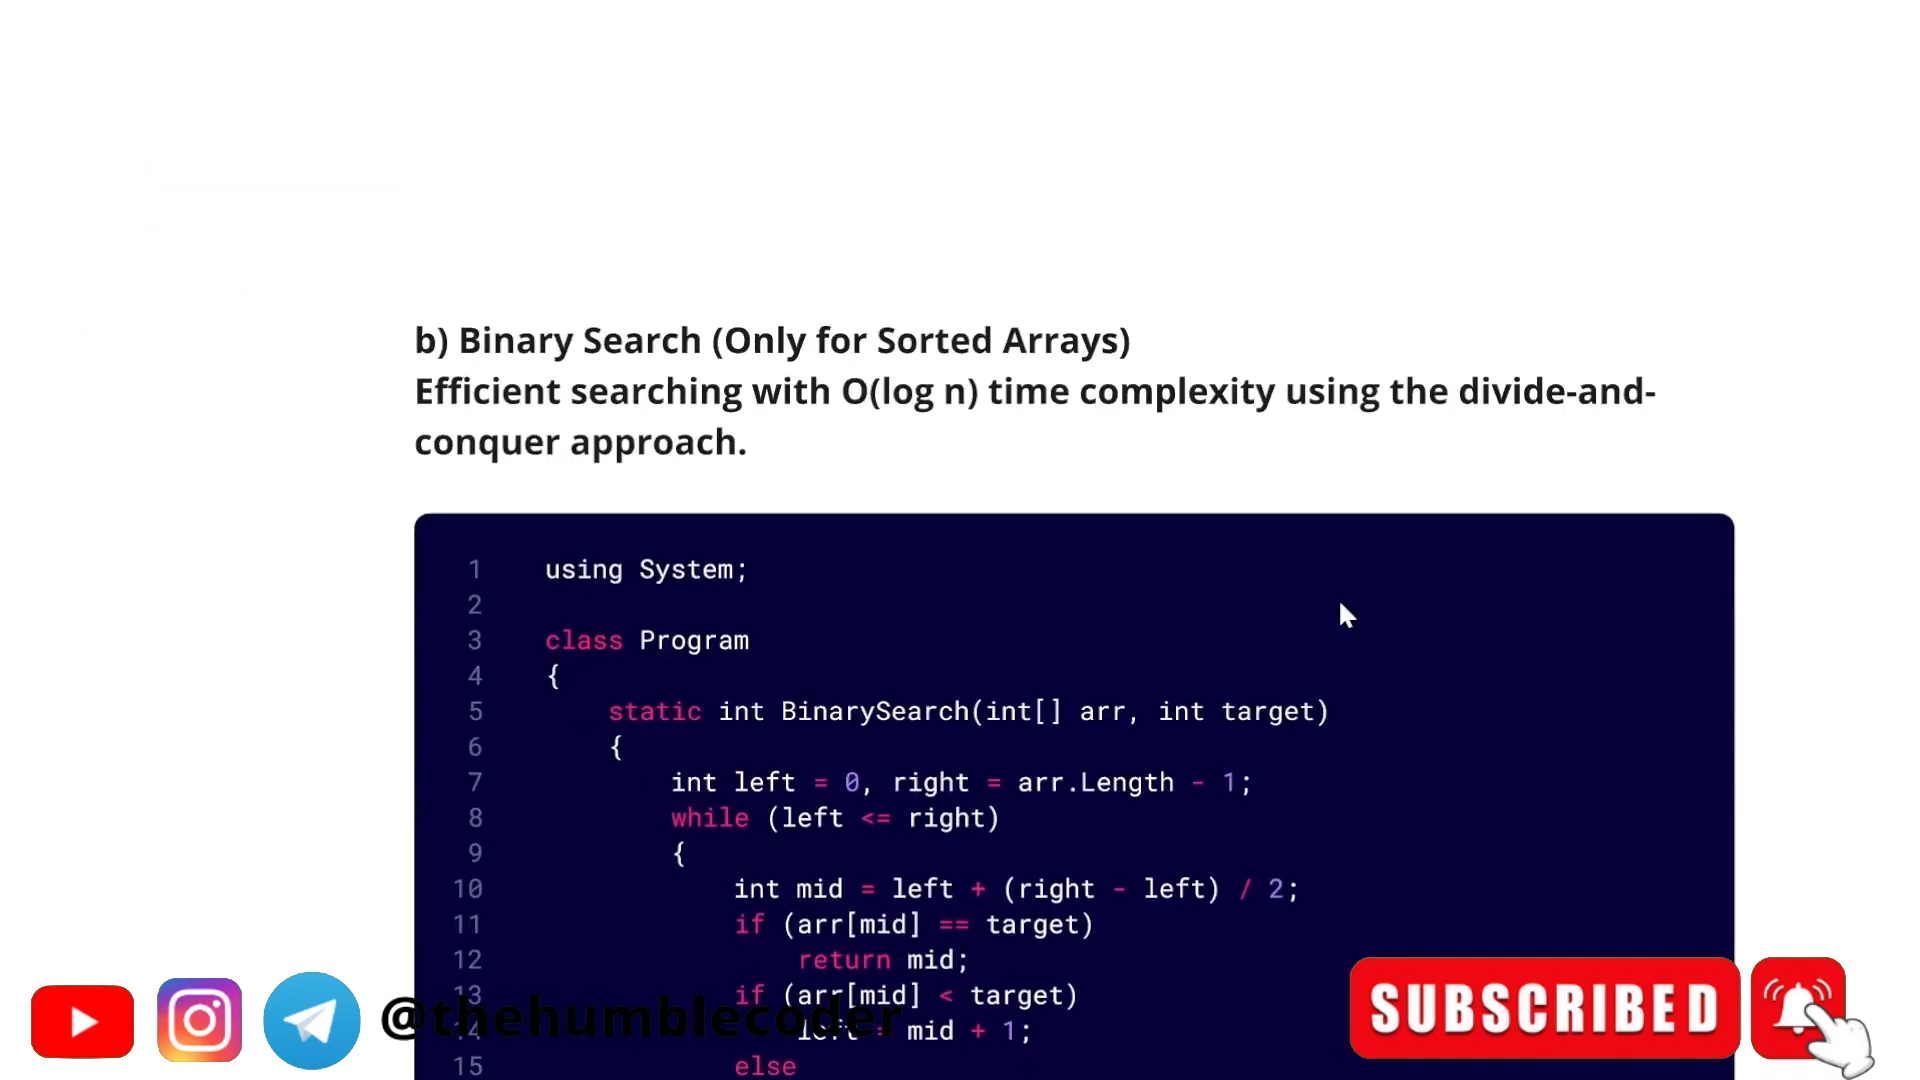 b) Binary Search (Only for Sorted Arrays)
Efficient searching with O(log n) time complexity using the divide-and-
conquer approach.
1 using System;
2
3 class Program
4 {
5 static int BinarySearch(int[] arr, int target)
6 {
7 int left = 0, right = arr.Length - 1;
8 while (left <= right)
9 {
10 int mid = left + (right - left) / 2;
11 if (arr[mid] == target)
12 return mid;
13 if (arr[mid] < target)
14 left = mid + 1;
15 else
@thehumblecoder
SUBSCRIBED